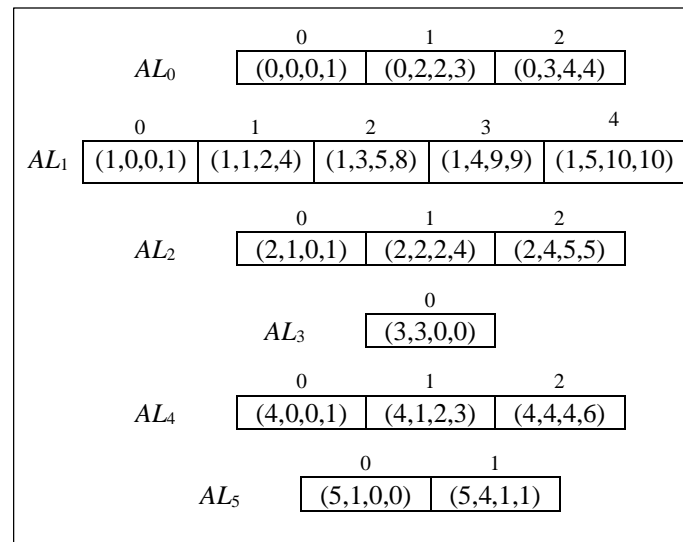 0 1 2
AL₀ (0,0,0,1) (0,2,2,3) (0,3,4,4)
0 1 2 3 4
AL₁ (1,0,0,1) (1,1,2,4) (1,3,5,8) (1,4,9,9) (1,5,10,10)
0 1 2
AL₂ (2,1,0,1) (2,2,2,4) (2,4,5,5)
0
AL₃ (3,3,0,0)
0 1 2
AL₄ (4,0,0,1) (4,1,2,3) (4,4,4,6)
0 1
AL₅ (5,1,0,0) (5,4,1,1)